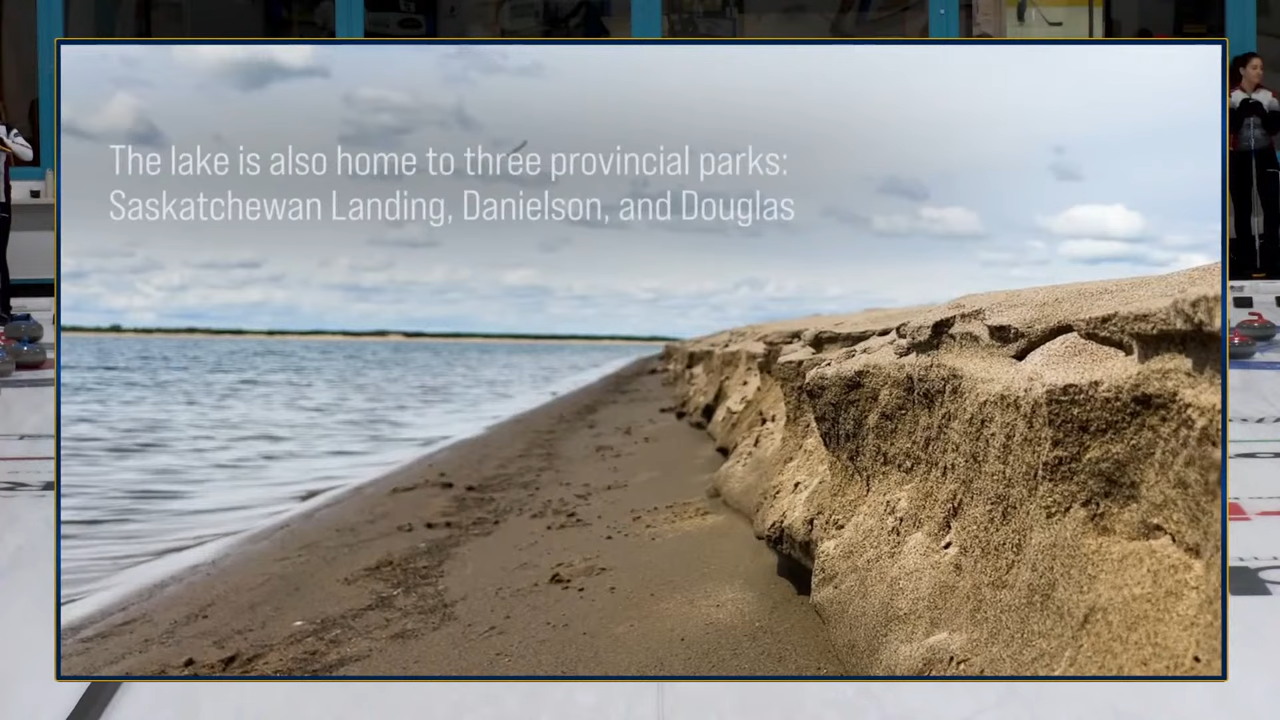 The lake is also home to three provincial parks:
Saskatchewan Landing, Danielson, and Douglas